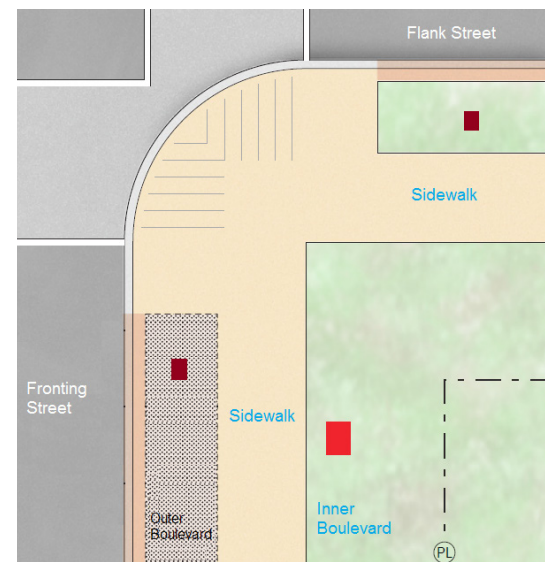 Flank Street
Sidewalk
Fronting
Street
Sidewalk
Outer
Boulevard
Inner
Boulevard
PL